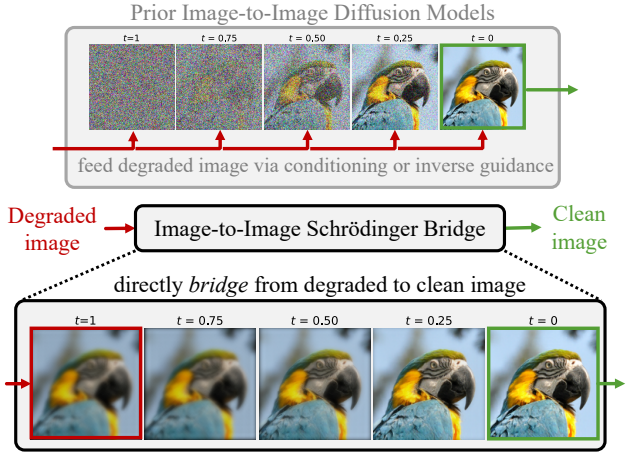 Prior Image-to-Image Diffusion Models
t=1 t = 0.75 t = 0.50 t = 0.25 t = 0
feed degraded image via conditioning or inverse guidance
Degraded
image
Image-to-Image Schrödinger Bridge
Clean
image
directly bridge from degraded to clean image
t=1 t = 0.75 t = 0.50 t = 0.25 t = 0